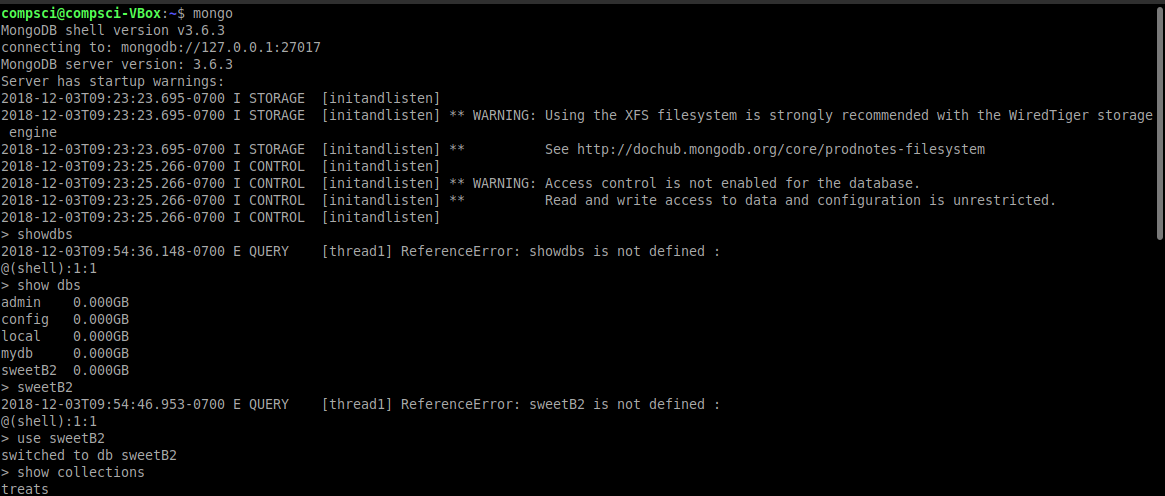 compsci@compsci-VBox:~$ mongo
MongoDB shell version v3.6.3
connecting to: mongodb://127.0.0.1:27017
MongoDB server version: 3.6.3
Server has startup warnings:
2018-12-03T09:23:23.695-0700 I STORAGE  [initandlisten]
2018-12-03T09:23:23.695-0700 I STORAGE  [initandlisten] ** WARNING: Using the XFS filesystem is strongly recommended with the WiredTiger storage
 engine
2018-12-03T09:23:23.695-0700 I STORAGE  [initandlisten] **          See http://dochub.mongodb.org/core/prodnotes-filesystem
2018-12-03T09:23:25.266-0700 I CONTROL  [initandlisten]
2018-12-03T09:23:25.266-0700 I CONTROL  [initandlisten] ** WARNING: Access control is not enabled for the database.
2018-12-03T09:23:25.266-0700 I CONTROL  [initandlisten] **          Read and write access to data and configuration is unrestricted.
2018-12-03T09:23:25.266-0700 I CONTROL  [initandlisten]
> showdbs
2018-12-03T09:54:36.148-0700 E QUERY    [thread1] ReferenceError: showdbs is not defined :
@(shell):1:1
> show dbs
admin    0.000GB
config   0.000GB
local    0.000GB
mydb     0.000GB
sweetB2  0.000GB
> sweetB2
2018-12-03T09:54:46.953-0700 E QUERY    [thread1] ReferenceError: sweetB2 is not defined :
@(shell):1:1
> use sweetB2
switched to db sweetB2
> show collections
treats